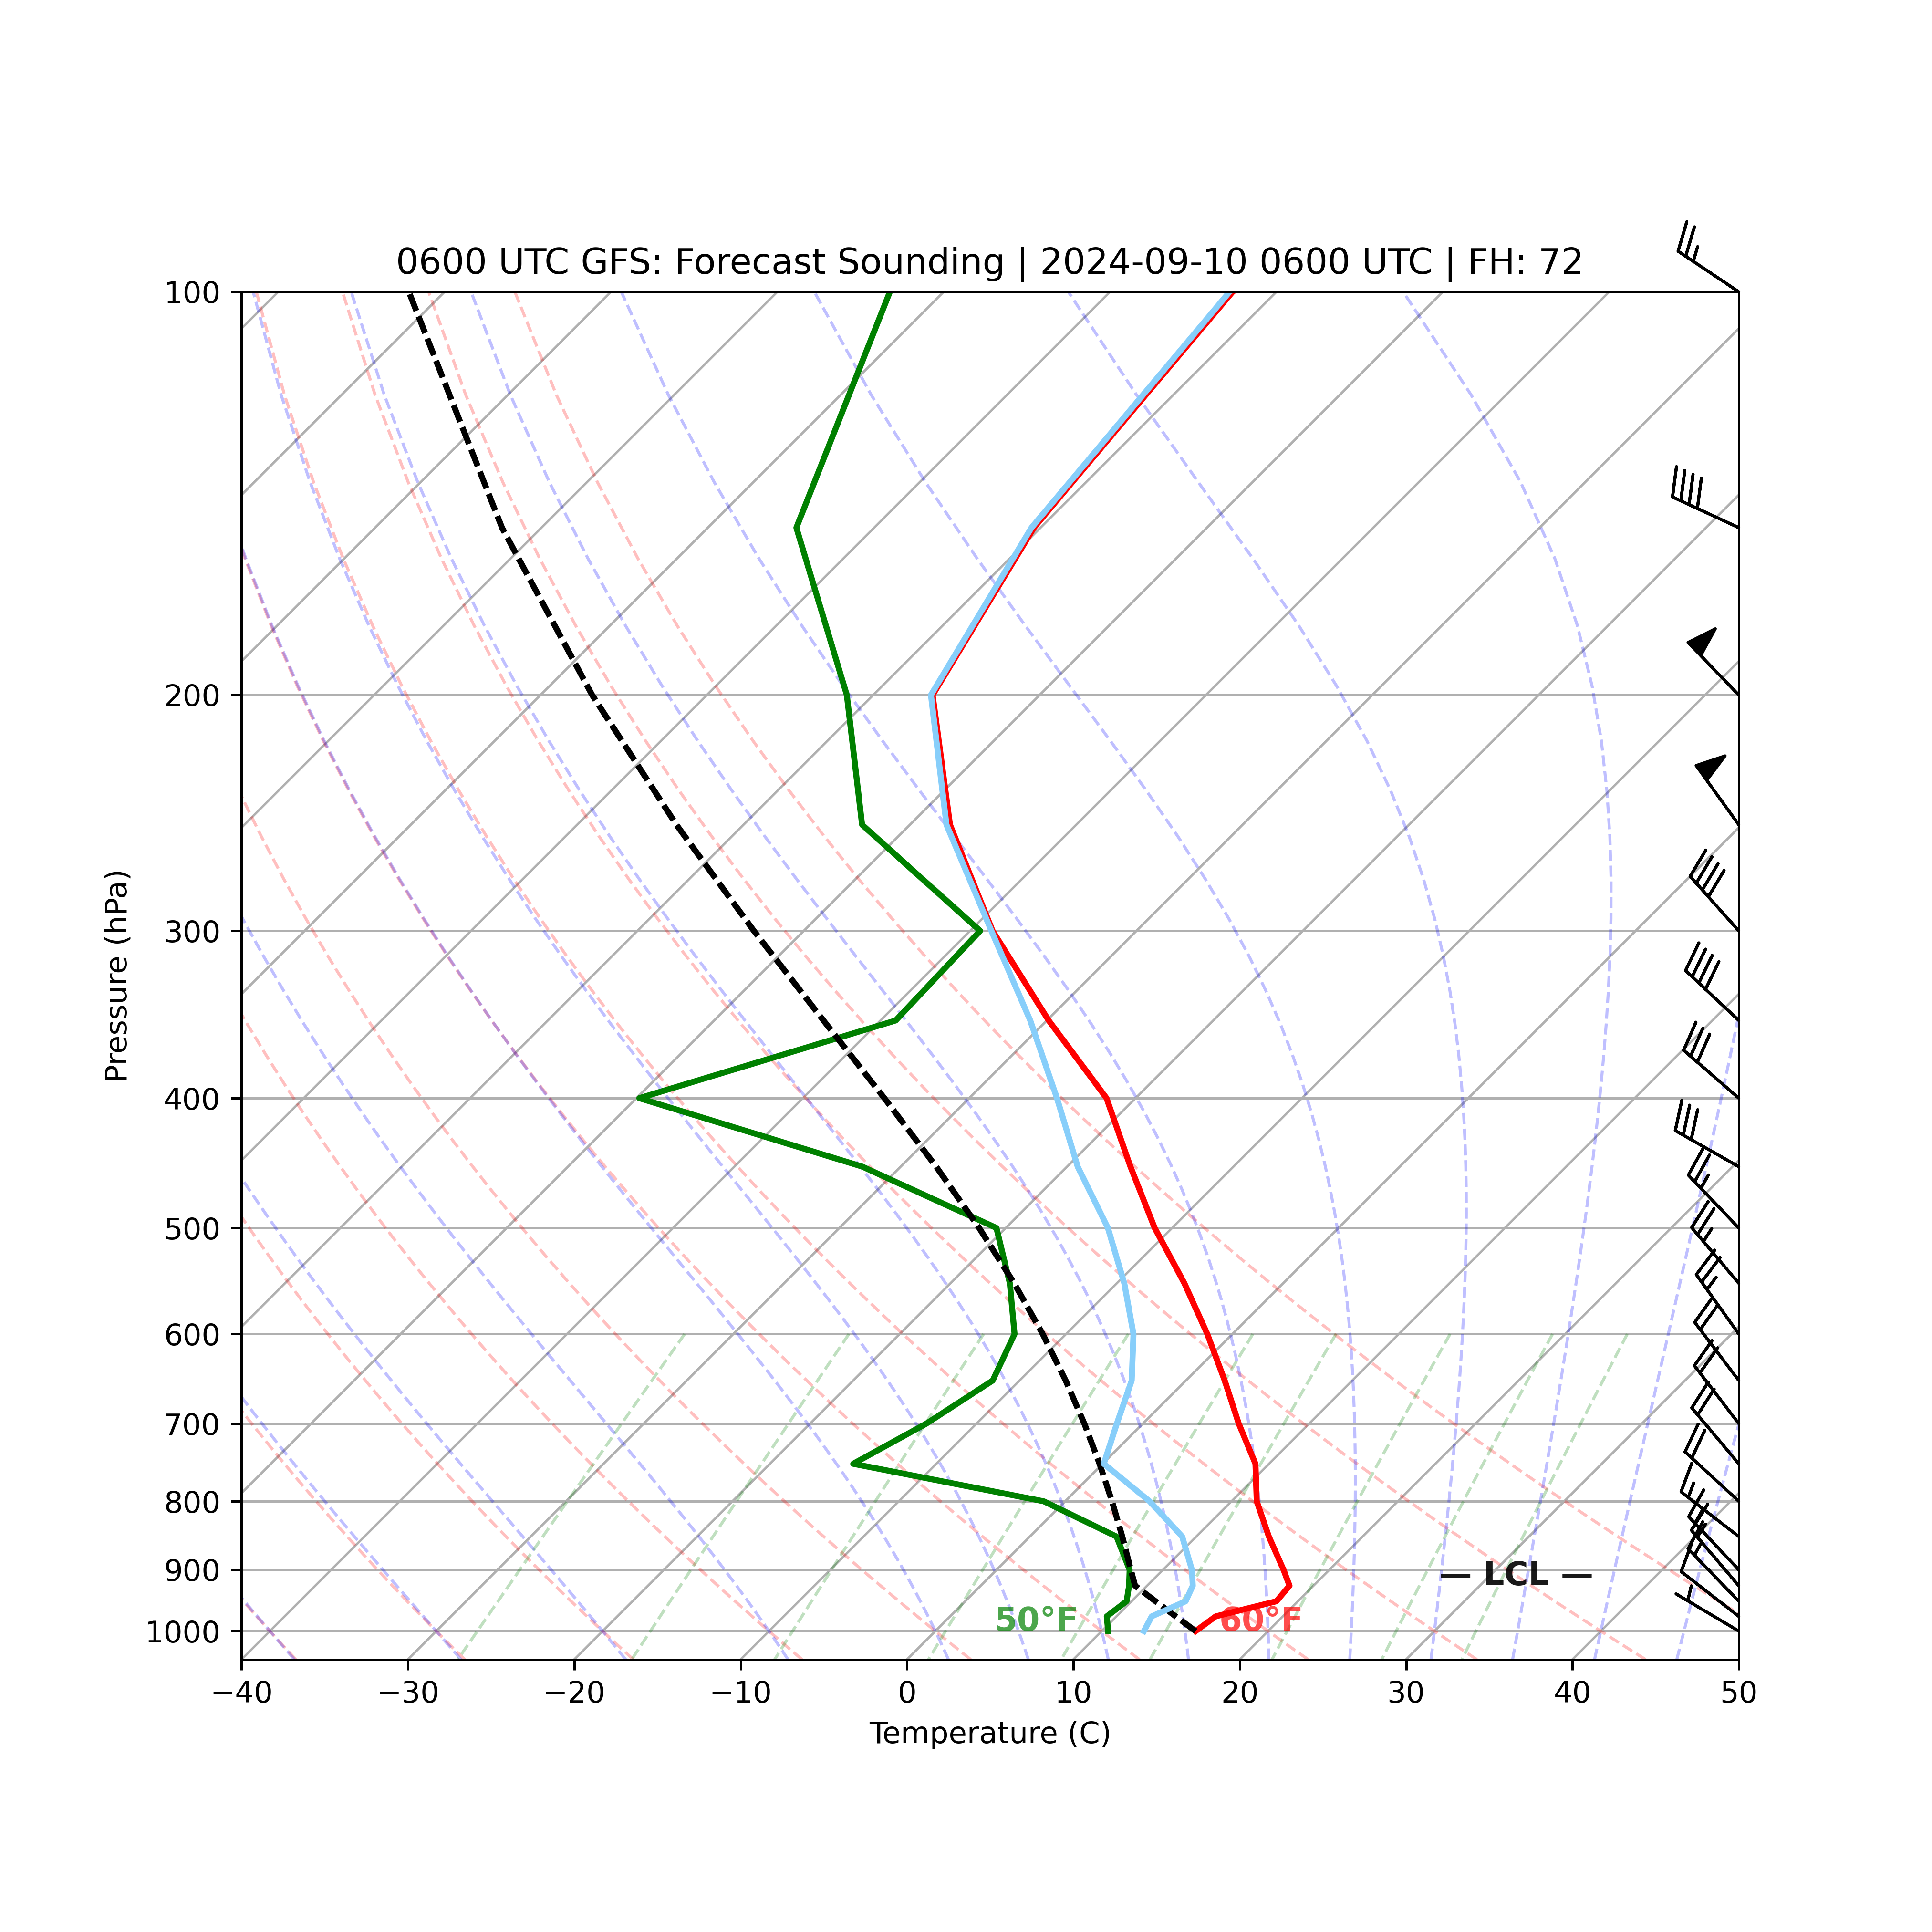 0600 UTC GFS: Forecast Sounding | 2024-09-10 0600 UTC | FH: 72
100
200
300
400
500
600
700
800
900
1000
Pressure (hPa)
— LCL —
50°F
60°F
−40 −30 −20 −10 0 10 20 30 40 50
Temperature (C)